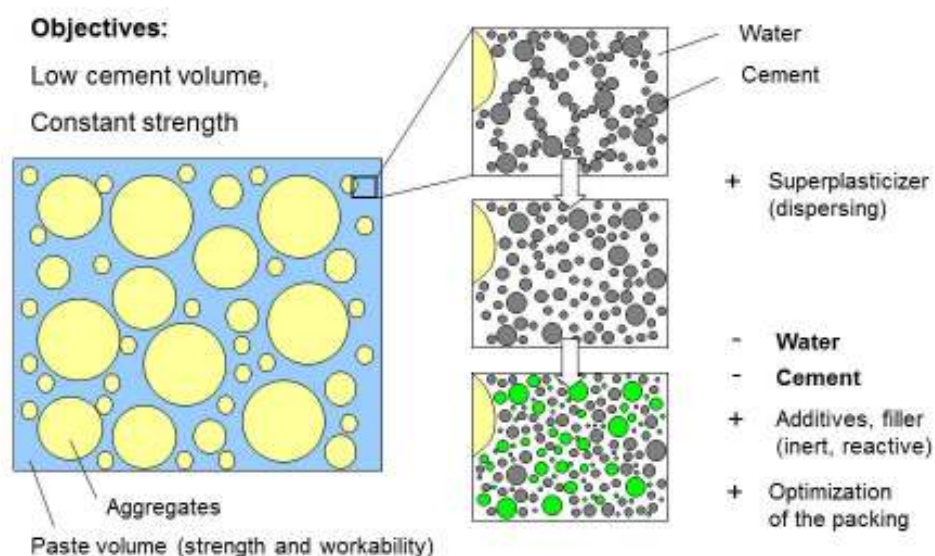 Objectives:
Low cement volume,
Constant strength
Water
Cement
+ Superplasticizer
(dispersing)
- Water
- Cement
+ Additives, filler
(inert, reactive)
+ Optimization
of the packing
Aggregates
Paste volume (strength and workability)